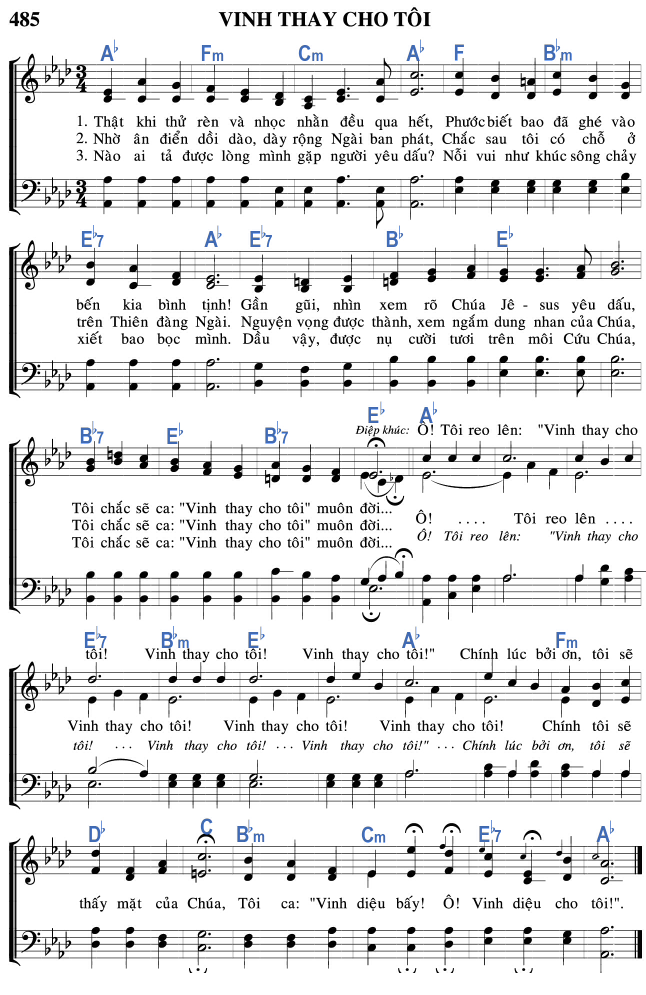 485 VINH THAY CHO TÔI
A♭ Fm Cm A♭ F B♭m
3/4
1. Thật khi thử rèn và nhọc nhằn đều qua hết, Phước biết bao đã ghé vào
2. Nhờ ân điển dồi dào, dày rộng Ngài ban phát, Chắc sau tôi có chỗ ở
3. Nào ai tả được lòng mình gặp người yêu dấu? Nỗi vui như khúc sông chảy
3/4
E♭7 A♭ E♭7 B♭ E♭
bến kia bình tịnh! Gần gũi, nhìn xem rõ Chúa Jê - sus yêu dấu,
trên Thiên đàng Ngài. Nguyện vọng được thành, xem ngắm dung nhan của Chúa,
xiết bao bọc mình. Dầu vậy, được nụ cười tươi trên môi Cứu Chúa,
B♭7 E♭ B♭7 E♭ A♭
Điệp khúc: Ô! Tôi reo lên: "Vinh thay cho
Tôi chắc sẽ ca: "Vinh thay cho tôi" muôn đời... Ô! .... Tôi reo lên ....
Tôi chắc sẽ ca: "Vinh thay cho tôi" muôn đời...
Tôi chắc sẽ ca: "Vinh thay cho tôi" muôn đời... Ô! Tôi reo lên: "Vinh thay cho
E♭7 B♭m E♭ A♭ Fm
tôi! Vinh thay cho tôi! Vinh thay cho tôi!" Chính lúc bởi ơn, tôi sẽ
Vinh thay cho tôi! Vinh thay cho tôi! Vinh thay cho tôi! Chính tôi sẽ
tôi! ... Vinh thay cho tôi! ... Vinh thay cho tôi!" ... Chính lúc bởi ơn, tôi sẽ
D♭ C B♭m Cm E♭7 A♭
thấy mặt của Chúa, Tôi ca: "Vinh diệu bấy! Ô! Vinh diệu cho tôi!".